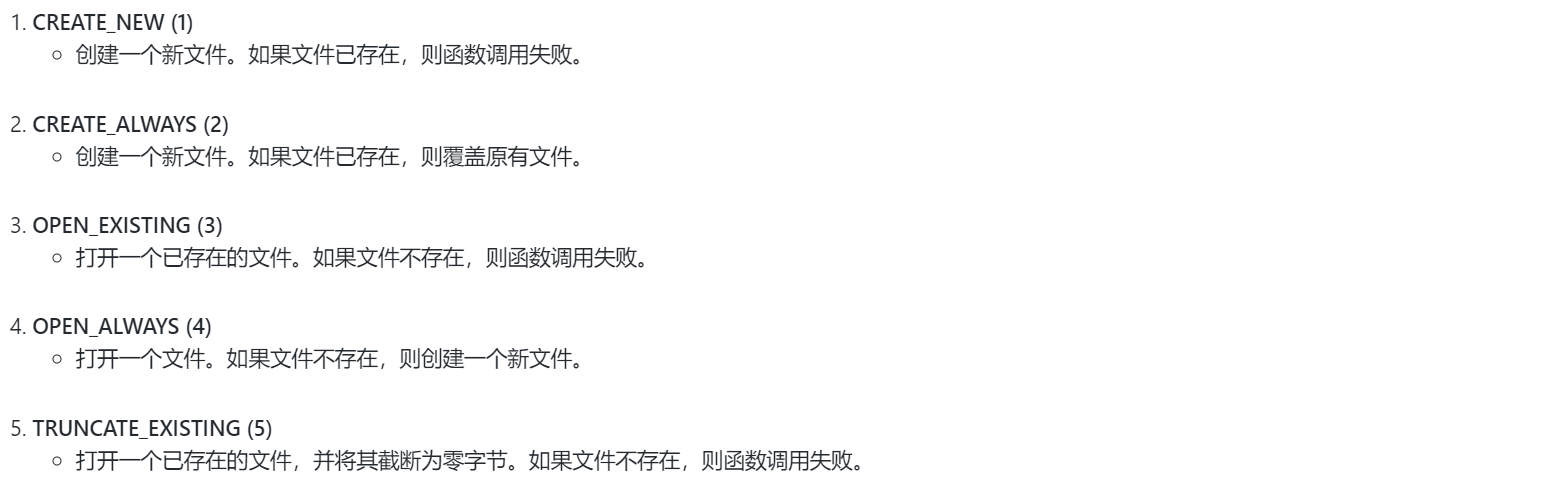 1. CREATE_NEW (1)
○ 创建一个新文件。如果文件已存在，则函数调用失败。
2. CREATE_ALWAYS (2)
○ 创建一个新文件。如果文件已存在，则覆盖原有文件。
3. OPEN_EXISTING (3)
○ 打开一个已存在的文件。如果文件不存在，则函数调用失败。
4. OPEN_ALWAYS (4)
○ 打开一个文件。如果文件不存在，则创建一个新文件。
5. TRUNCATE_EXISTING (5)
○ 打开一个已存在的文件，并将其截断为零字节。如果文件不存在，则函数调用失败。